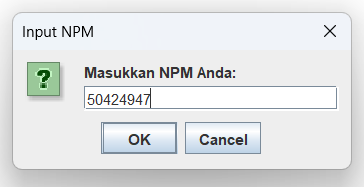 Input NPM
Masukkan NPM Anda:
50424947
OK
Cancel